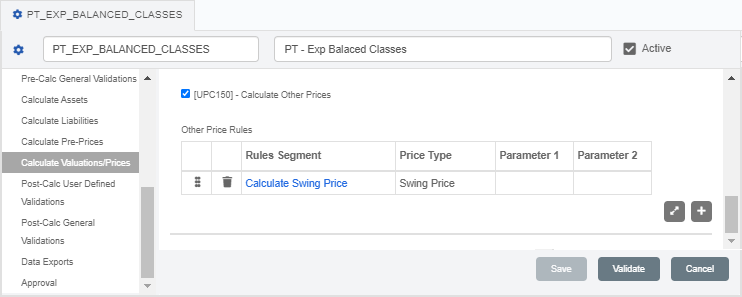 PT_EXP_BALANCED_CLASSES
PT_EXP_BALANCED_CLASSES
PT - Exp Balaced Classes
Active
Pre-Calc General Validations
Calculate Assets
Calculate Liabilities
Calculate Pre-Prices
Calculate Valuations/Prices
Post-Calc User Defined
Validations
Post-Calc General
Validations
Data Exports
Approval
[UPC150] - Calculate Other Prices
Other Price Rules
Rules Segment Price Type Parameter 1 Parameter 2
Calculate Swing Price Swing Price
Save Validate Cancel